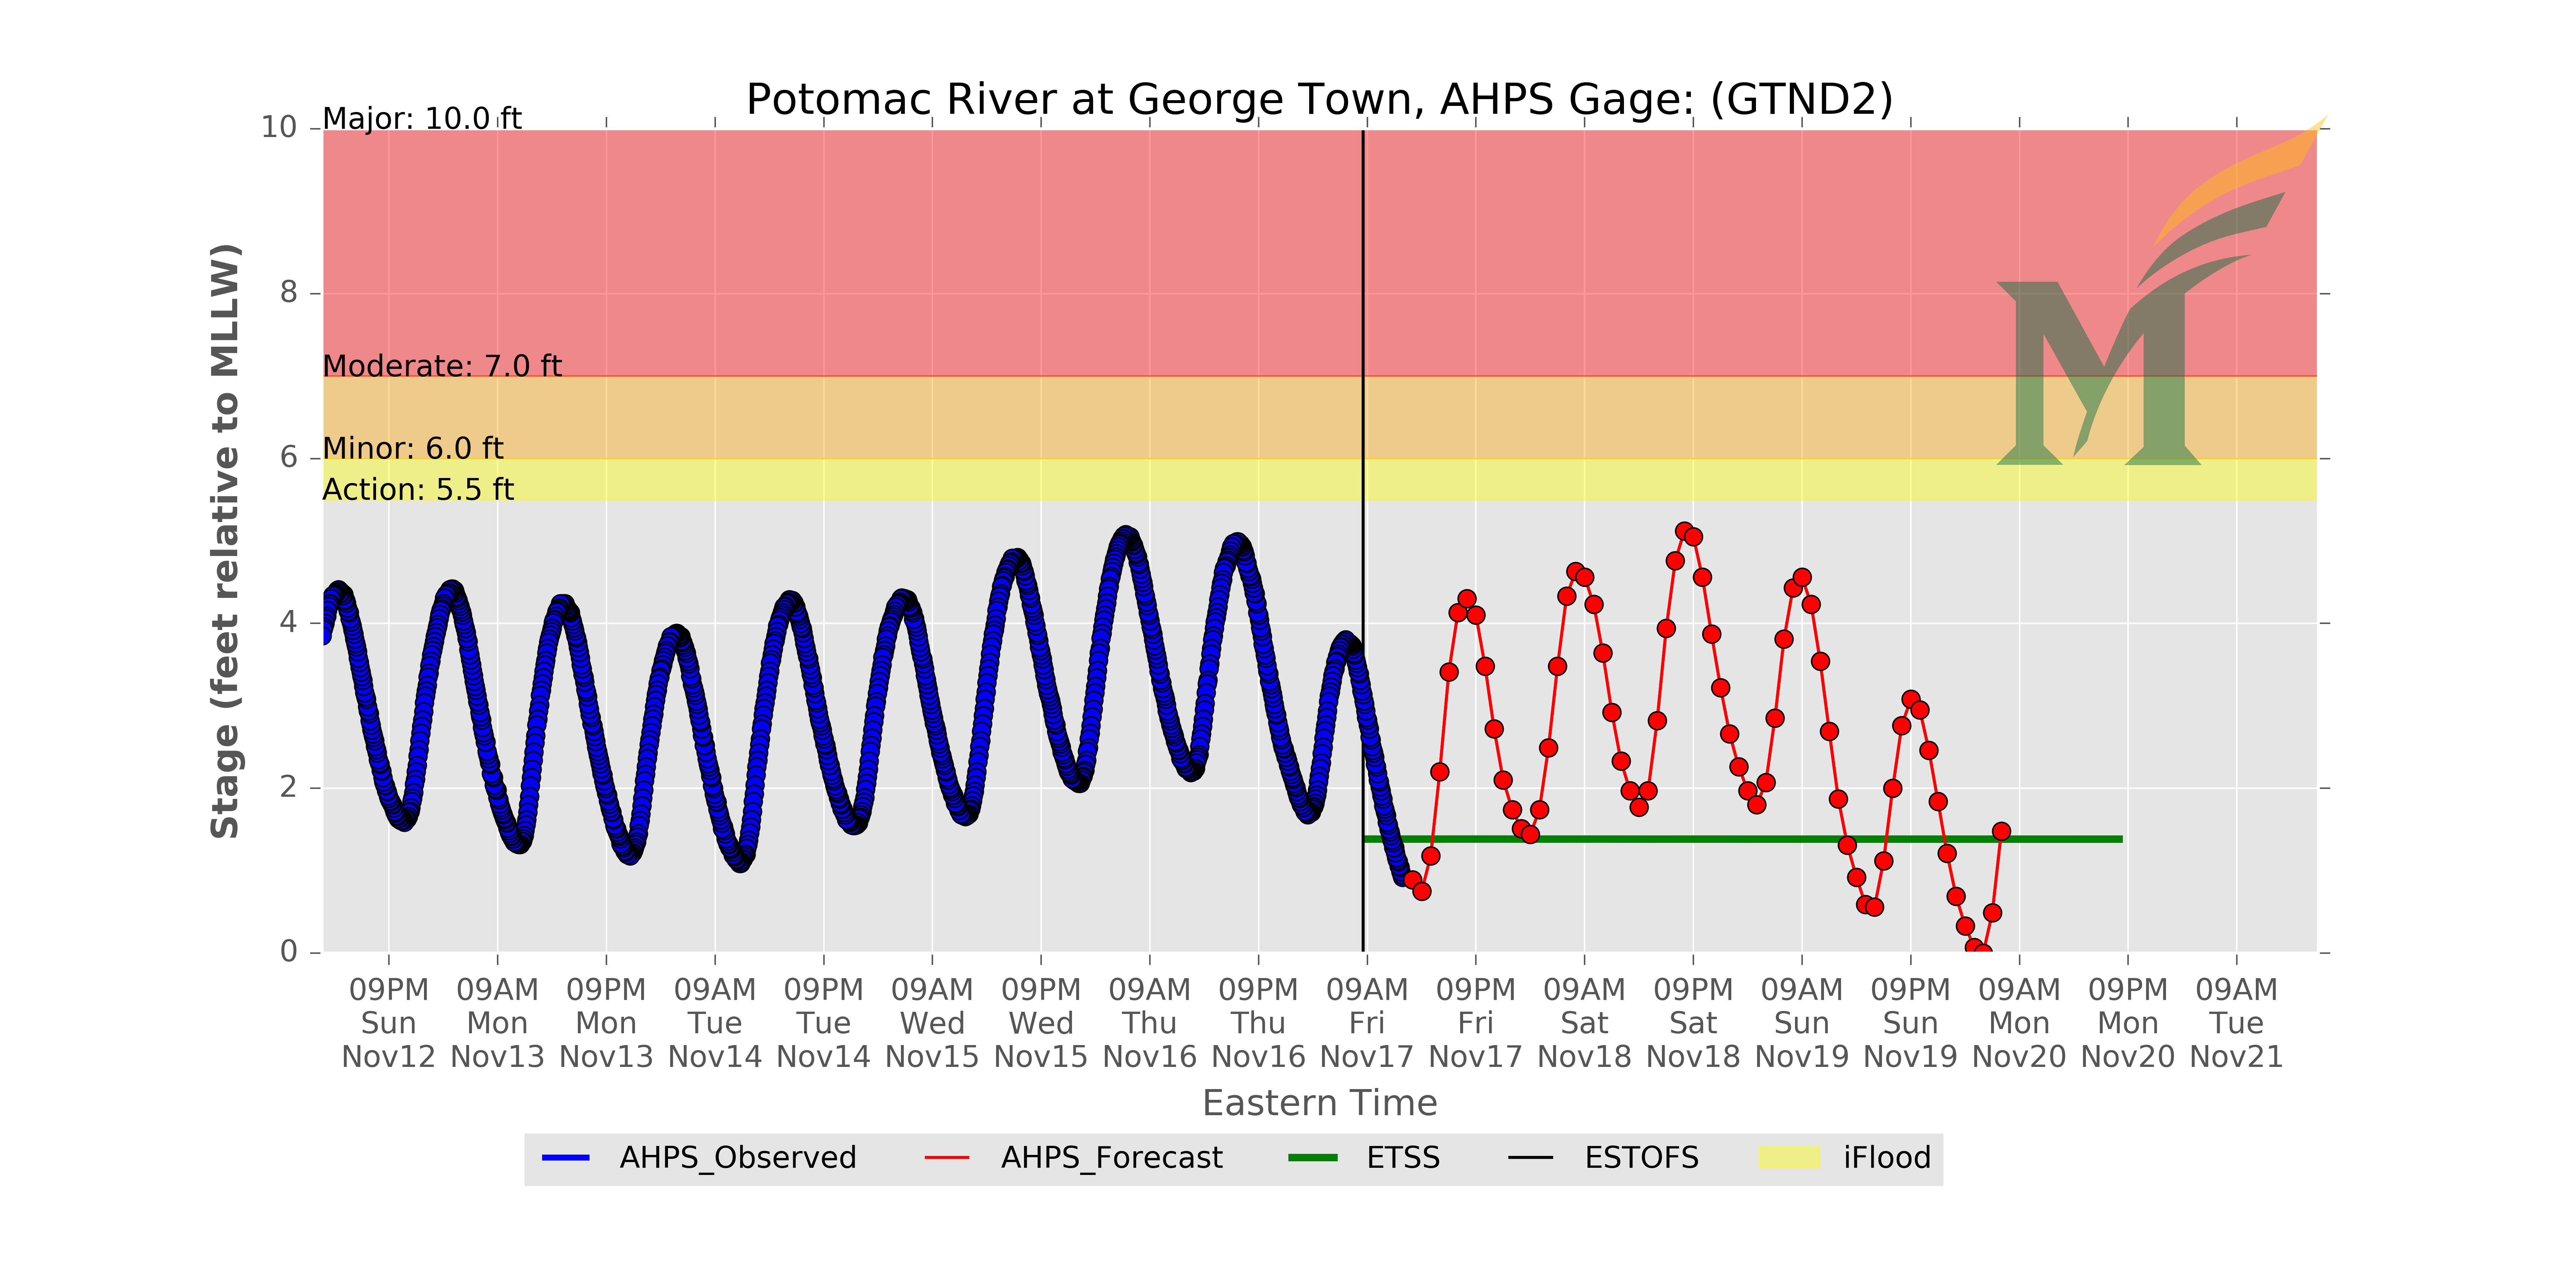 Potomac River at George Town, AHPS Gage: (GTND2)
Major: 10.0 ft
Moderate: 7.0 ft
Minor: 6.0 ft
Action: 5.5 ft
10
8
6
4
2
0
Stage (feet relative to MLLW)
09PM 09AM 09PM 09AM 09PM 09AM 09PM 09AM 09PM 09AM 09PM 09AM 09PM 09AM 09PM 09AM 09PM 09AM
Sun Mon Mon Tue Tue Wed Wed Thu Thu Fri Fri Sat Sat Sun Sun Mon Mon Tue
Nov12 Nov13 Nov13 Nov14 Nov14 Nov15 Nov15 Nov16 Nov16 Nov17 Nov17 Nov18 Nov18 Nov19 Nov19 Nov20 Nov20 Nov21
Eastern Time
AHPS_Observed AHPS_Forecast ETSS ESTOFS iFlood
M